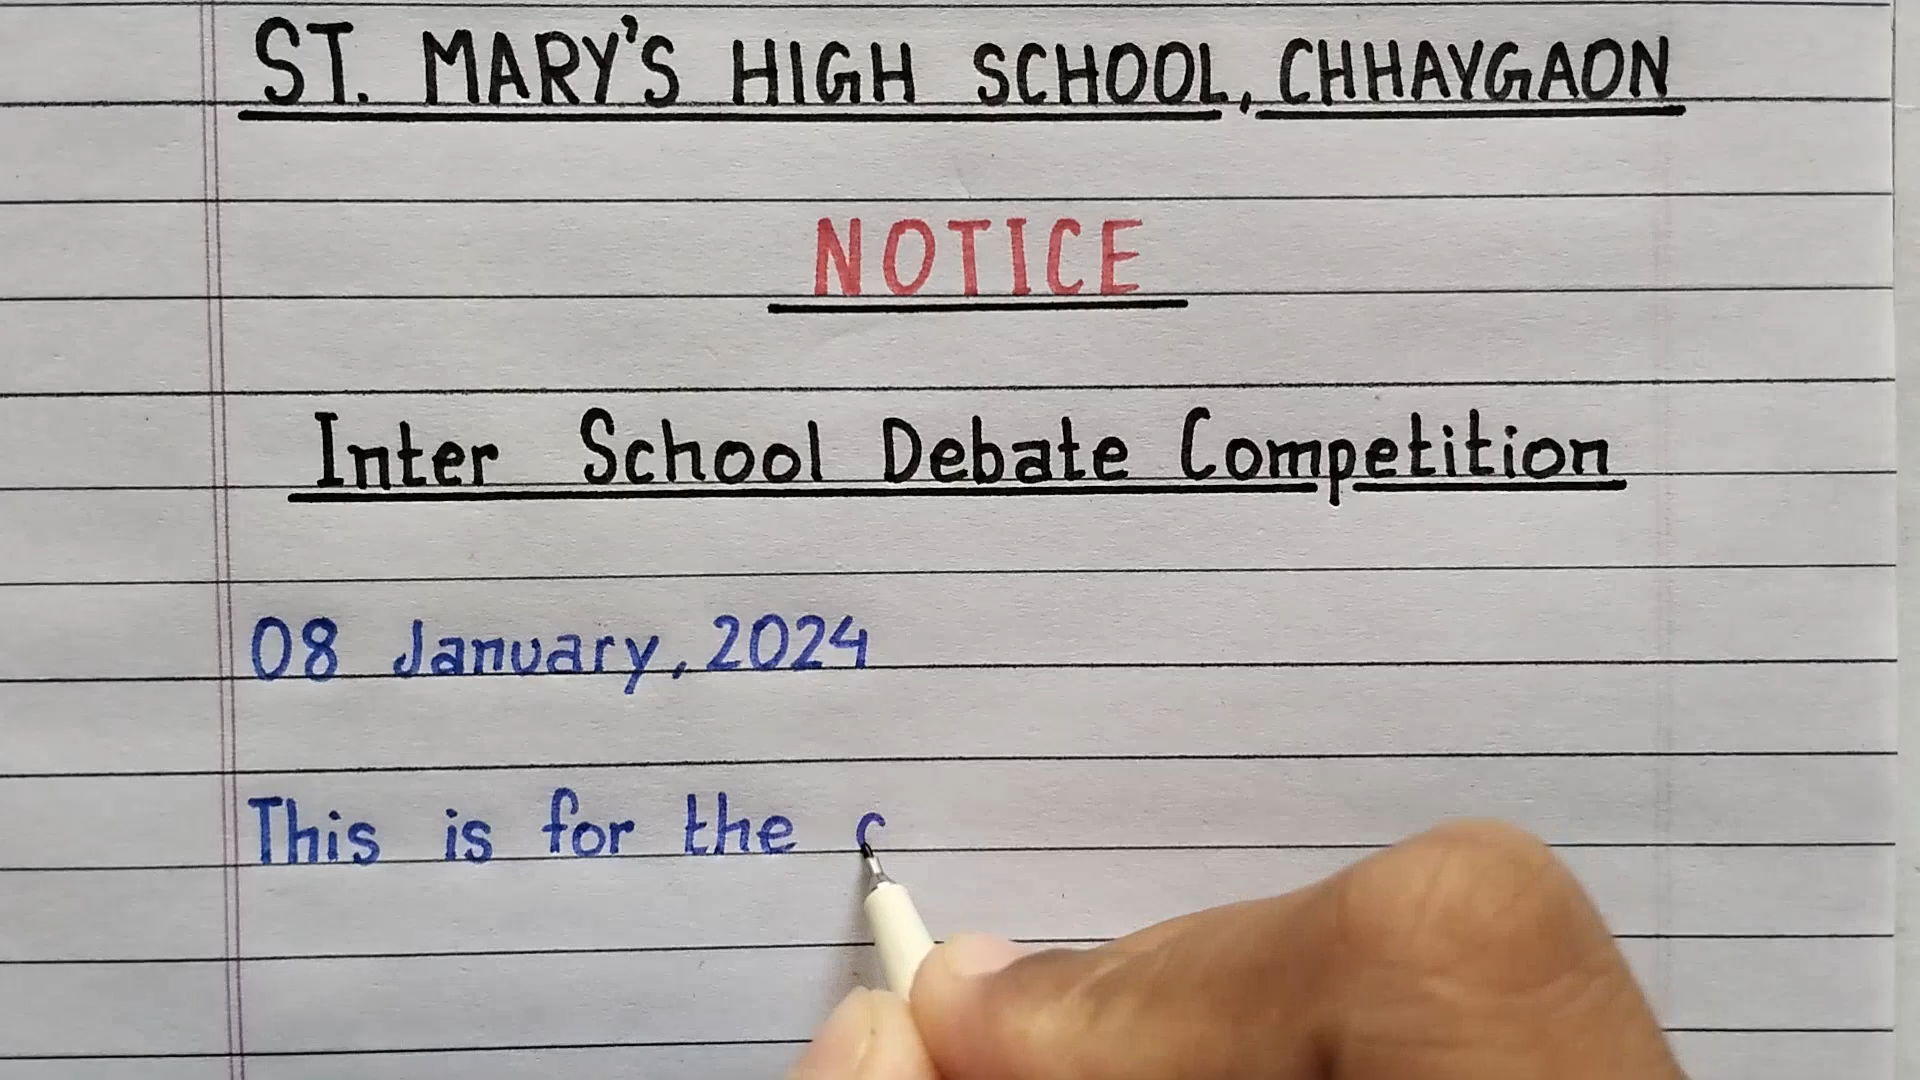 ST. MARY'S HIGH SCHOOL, CHHAYGAON
NOTICE
Inter School Debate Competition
08 January, 2024
This is for the